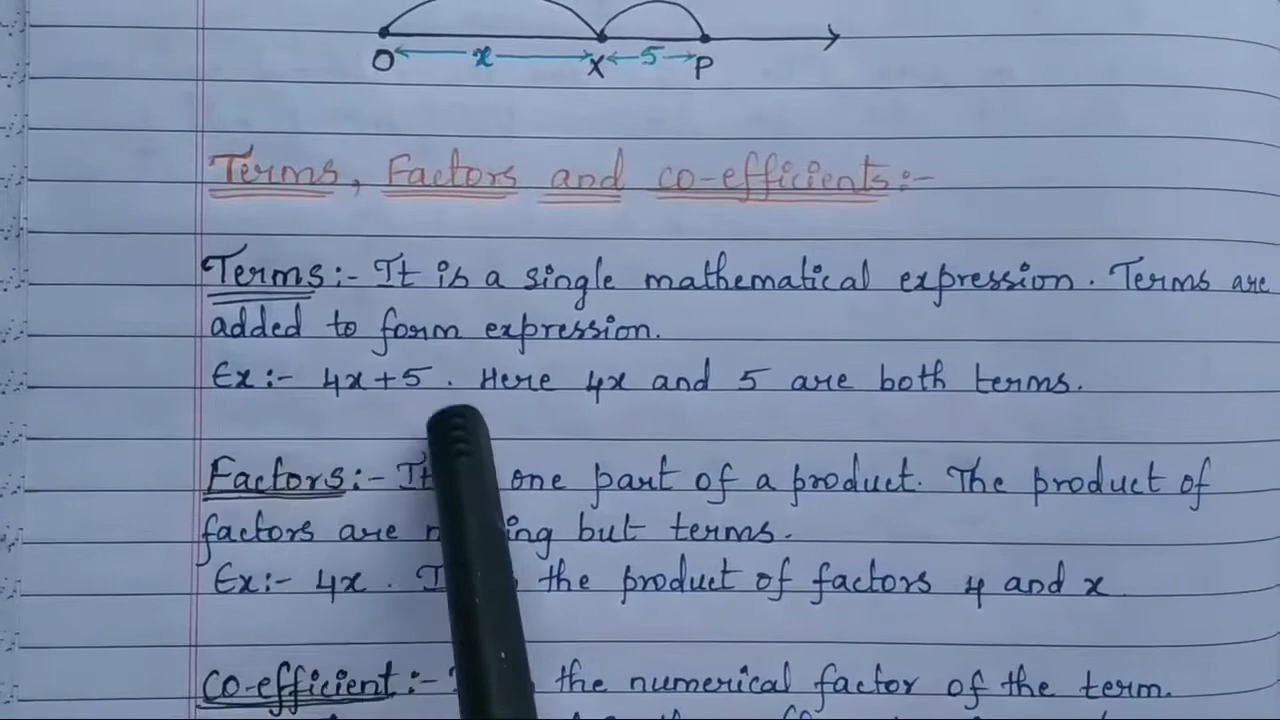 O x X 5 P
Terms, Factors and co-efficients:-
Terms:- It is a single mathematical expression. Terms are
added to form expression.
Ex:- 4x+5. Here 4x and 5 are both terms.
Factors:- It one part of a product. The product of
factors are but terms.
Ex:- 4x. the product of factors 4 and x
co-efficient:- the numerical factor of the term.